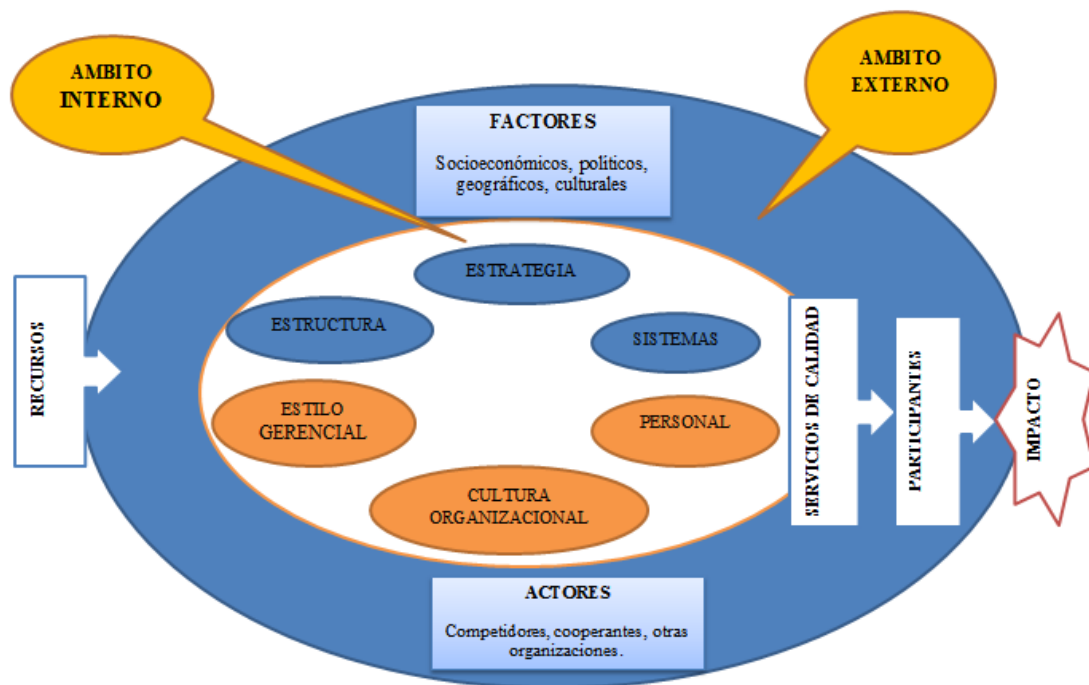 AMBITO
INTERNO
AMBITO
EXTERNO
FACTORES
Socioeconómicos, políticos,
geográficos, culturales
ESTRATEGIA
ESTRUCTURA
SISTEMAS
ESTILO
GERENCIAL
PERSONAL
CULTURA
ORGANIZACIONAL
RECURSOS
SERVICIOS DE CALIDAD
PARTICIPANTES
IMPACTO
ACTORES
Competidores, cooperantes, otras
organizaciones.